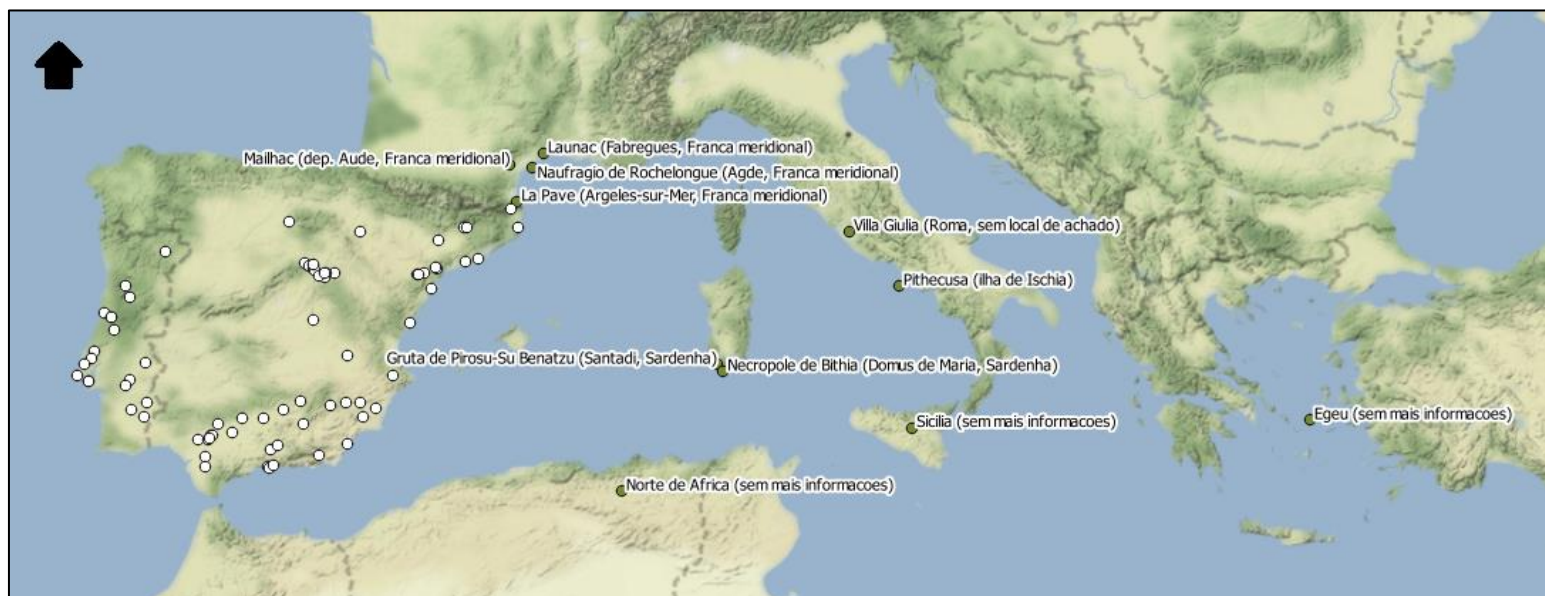 Launac (Fabregues, Franca meridional)
Mailhac (dep. Aude, Franca meridional)
Naufragio de Rochelongue (Agde, Franca meridional)
La Pave (Argeles-sur-Mer, Franca meridional)
Villa Giulia (Roma, sem local de achado)
Pithecusa (ilha de Ischia)
Gruta de Pirosu-Su Benatzu (Santadi, Sardenha)
Necropole de Bithia (Domus de Maria, Sardenha)
Sicilia (sem mais informacoes)
Egeu (sem mais informacoes)
Norte de Africa (sem mais informacoes)